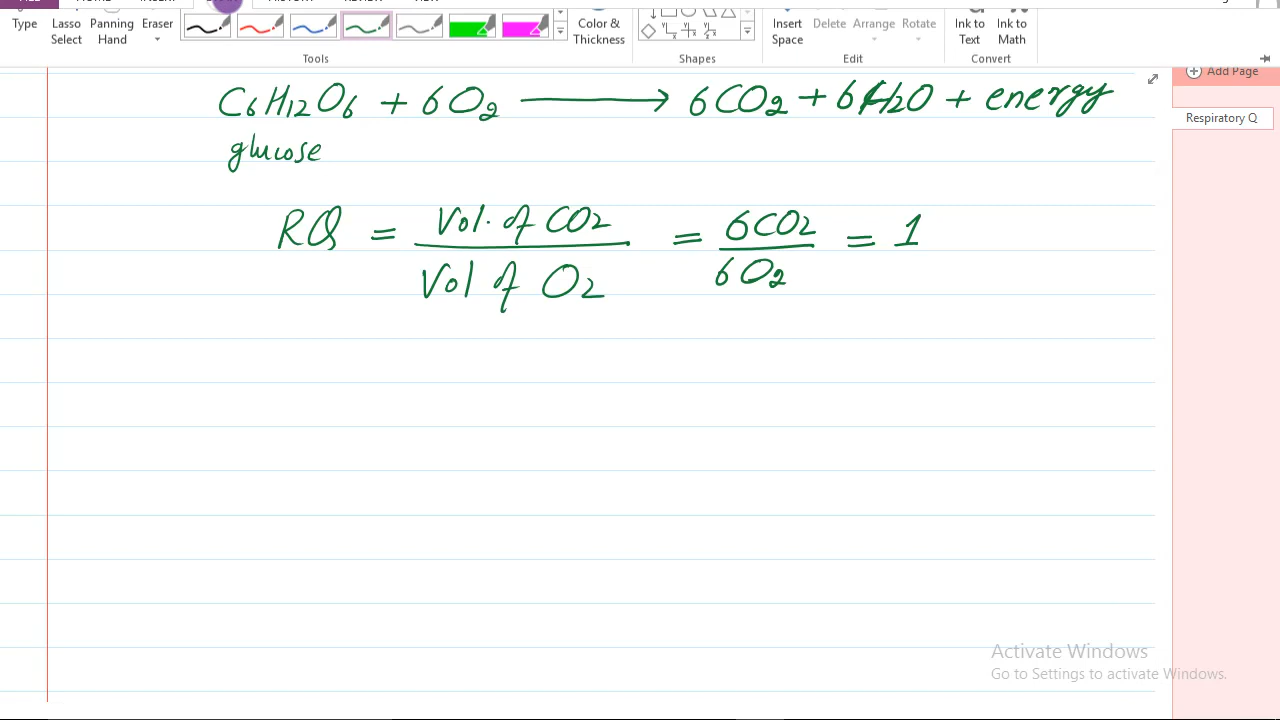 Type Lasso Select Panning Hand Eraser Color & Thickness Insert Space Delete Arrange Rotate Ink to Text Ink to Math
Tools Shapes Edit Convert
Add Page
Respiratory Q
C6H12O6 + 6O2 ⟶ 6CO2 + 6H2O + energy
glucose
RQ = Vol. of CO2 / Vol of O2 = 6CO2 / 6O2 = 1
Activate Windows
Go to Settings to activate Windows.